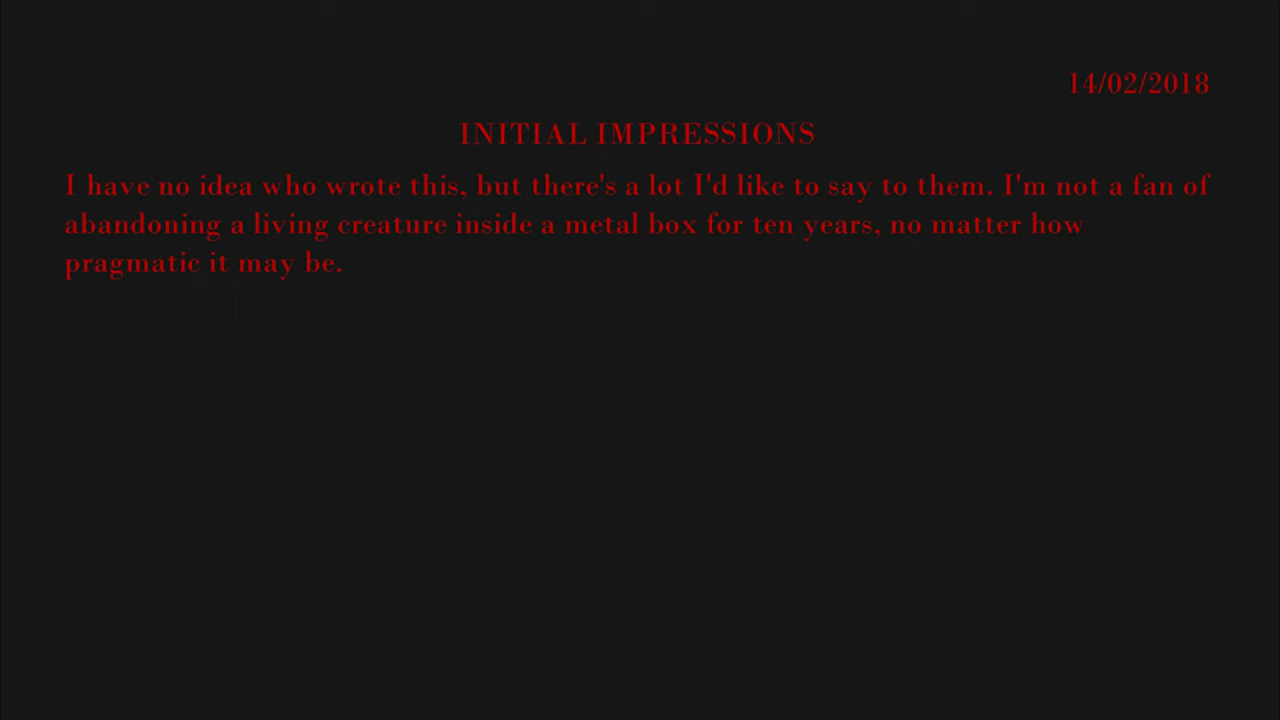 14/02/2018
INITIAL IMPRESSIONS
I have no idea who wrote this, but there's a lot I'd like to say to them. I'm not a fan of
abandoning a living creature inside a metal box for ten years, no matter how
pragmatic it may be.